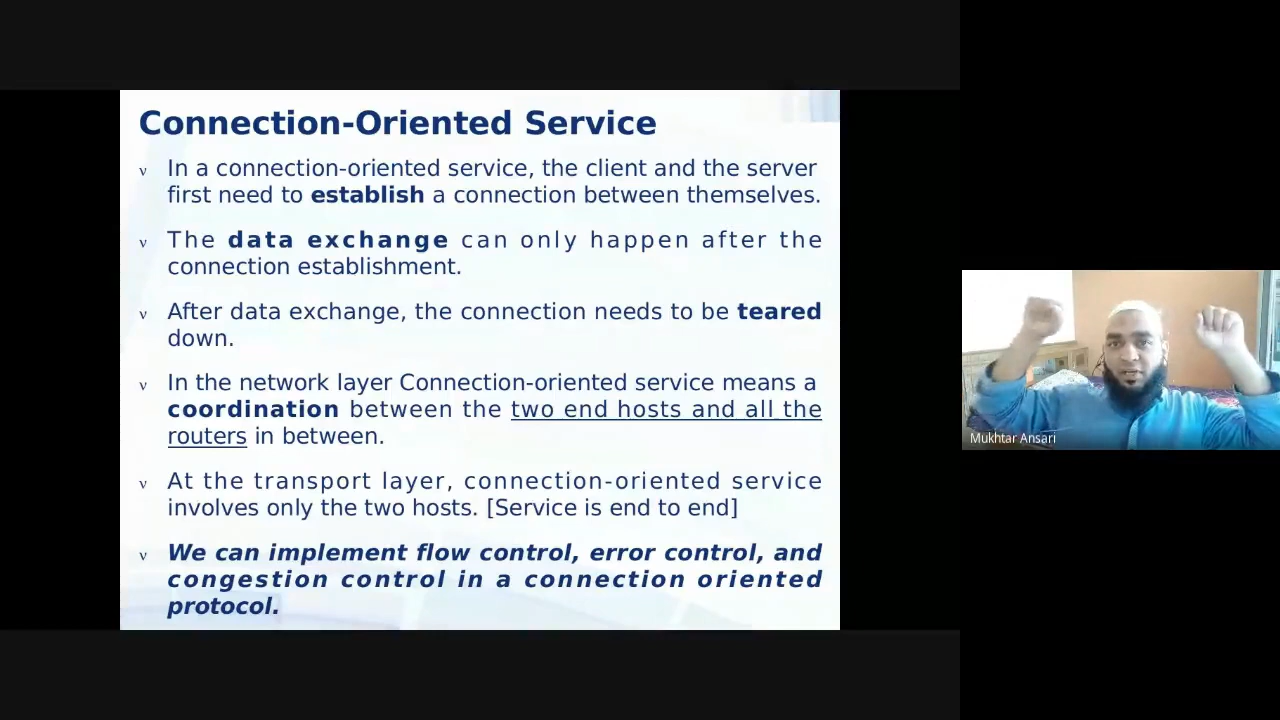 Connection-Oriented Service
ν In a connection-oriented service, the client and the server
first need to establish a connection between themselves.
ν The data exchange can only happen after the
connection establishment.
ν After data exchange, the connection needs to be teared
down.
ν In the network layer Connection-oriented service means a
coordination between the two end hosts and all the
routers in between.
ν At the transport layer, connection-oriented service
involves only the two hosts. [Service is end to end]
ν We can implement flow control, error control, and
congestion control in a connection oriented
protocol.
Mukhtar Ansari